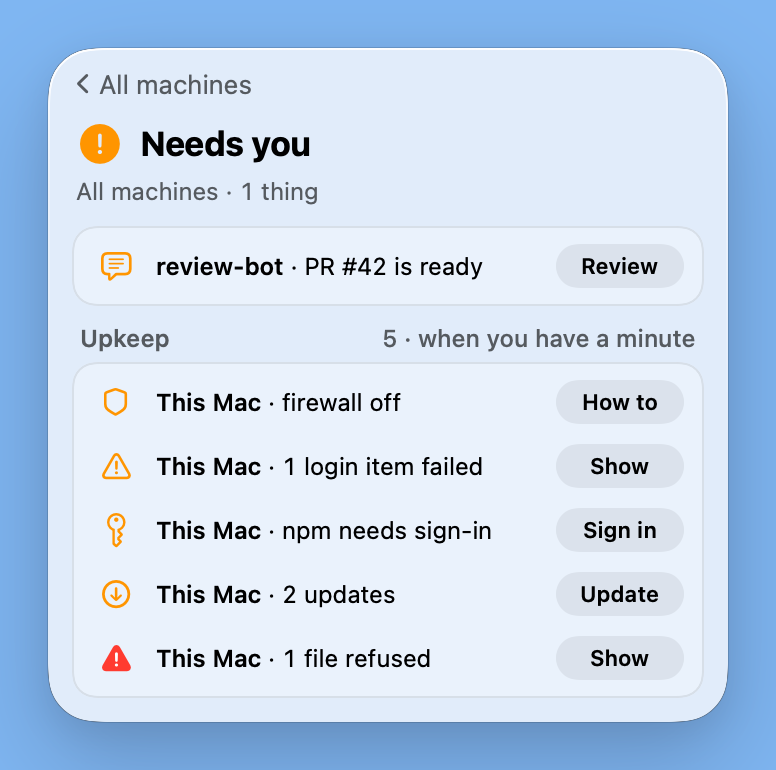 All machines
Needs you
All machines · 1 thing
review-bot · PR #42 is ready Review
Upkeep 5 · when you have a minute
This Mac · firewall off How to
This Mac · 1 login item failed Show
This Mac · npm needs sign-in Sign in
This Mac · 2 updates Update
This Mac · 1 file refused Show